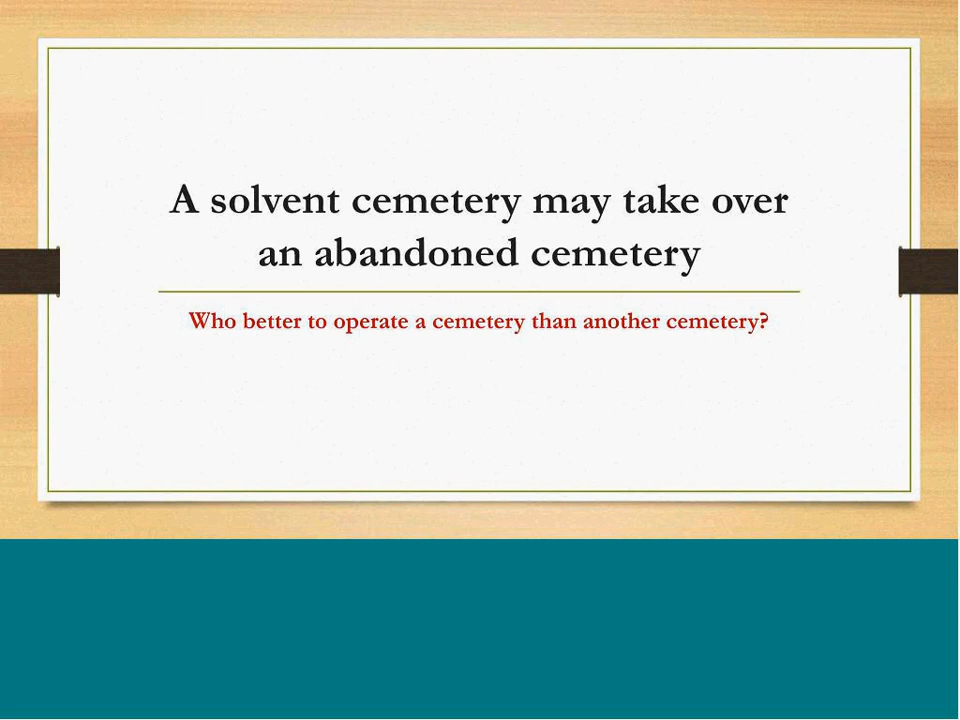 A solvent cemetery may take over
an abandoned cemetery
Who better to operate a cemetery than another cemetery?